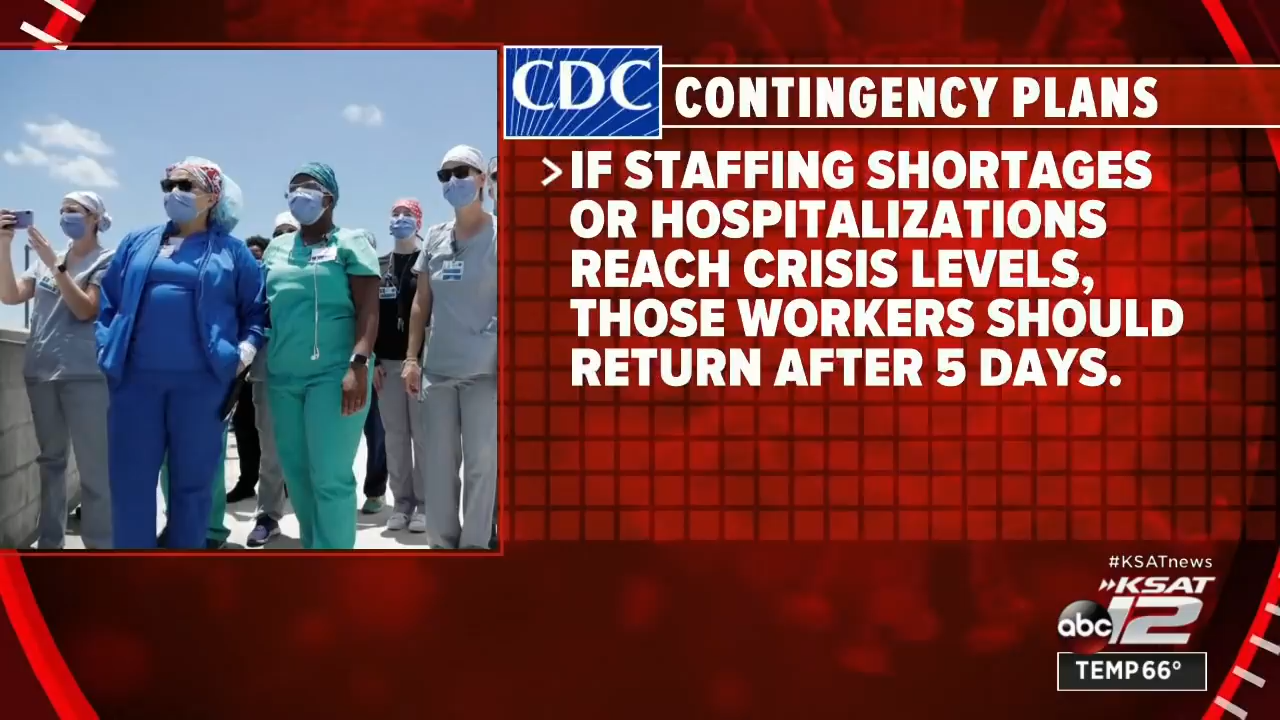 CDC
CONTINGENCY PLANS
> IF STAFFING SHORTAGES
OR HOSPITALIZATIONS
REACH CRISIS LEVELS,
THOSE WORKERS SHOULD
RETURN AFTER 5 DAYS.
#KSATnews
KSAT
abc 12
TEMP 66°